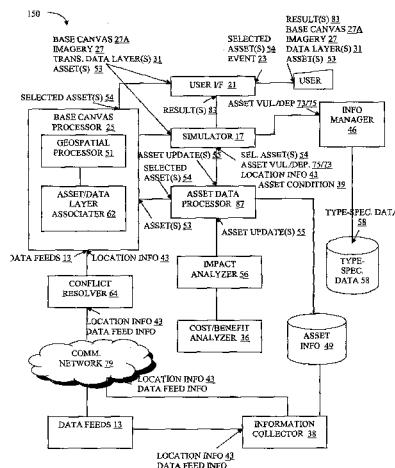 150
BASE CANVAS 27A
IMAGERY 27
TRANS. DATA LAYER(S) 31
ASSET(S) 53
SELECTED
ASSET(S) 54
EVENT 23
RESULT(S) 83
BASE CANVAS 27A
IMAGERY 27
DATA LAYER(S) 31
ASSET(S) 53
USER I/F 21
USER
SELECTED ASSET(S) 54
RESULT(S) 83
ASSET VUL/DEP 73/75
BASE CANVAS
PROCESSOR
25
GEOSPATIAL
PROCESSOR
51
ASSET/DATA
LAYER
ASSOCIATER
62
SIMULATOR 17
INFO
MANAGER
46
ASSET UPDATE(S) 55
SELECTED
ASSET(S) 54
SEL. ASSET(S) 54
ASSET VUL/DEP. 75/73
LOCATION INFO 43
ASSET CONDITION 39
ASSET DATA
PROCESSOR 87
ASSET(S) 53
ASSET UPDATE(S) 55
TYPE-SPEC. DATA
58
TYPE-SPEC.
DATA 58
DATA FEEDS 13
LOCATION INFO 43
IMPACT
ANALYZER 56
CONFLICT
RESOLVER 64
COST/BENEFIT
ANALYZER 36
ASSET
INFO 49
LOCATION INFO 43
DATA FEED INFO
COMM.
NETWORK 79
LOCATION INFO 43
DATA FEED INFO
DATA FEEDS 13
INFORMATION
COLLECTOR 38
LOCATION INFO 43
DATA FEED INFO